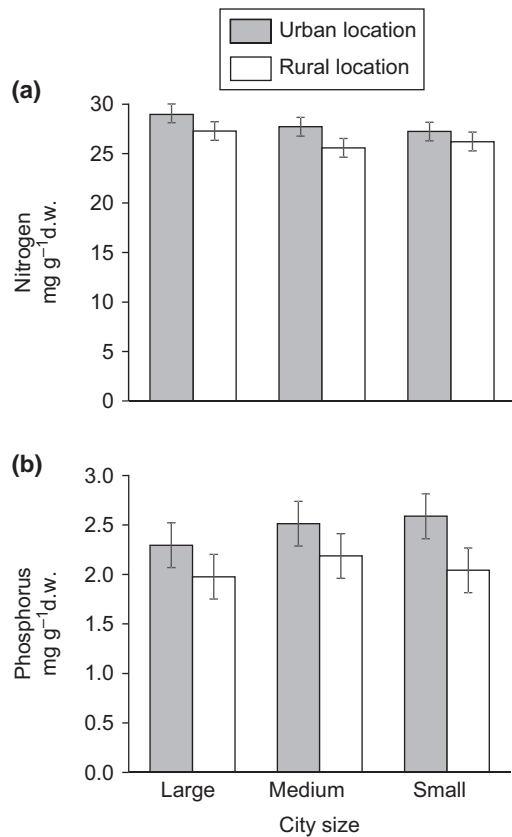 Urban location
Rural location
(a)
30
25
20
15
10
5
0
Nitrogen
mg g⁻¹d.w.
(b)
3.0
2.5
2.0
1.5
1.0
0.5
0.0
Phosphorus
mg g⁻¹d.w.
Large Medium Small
City size